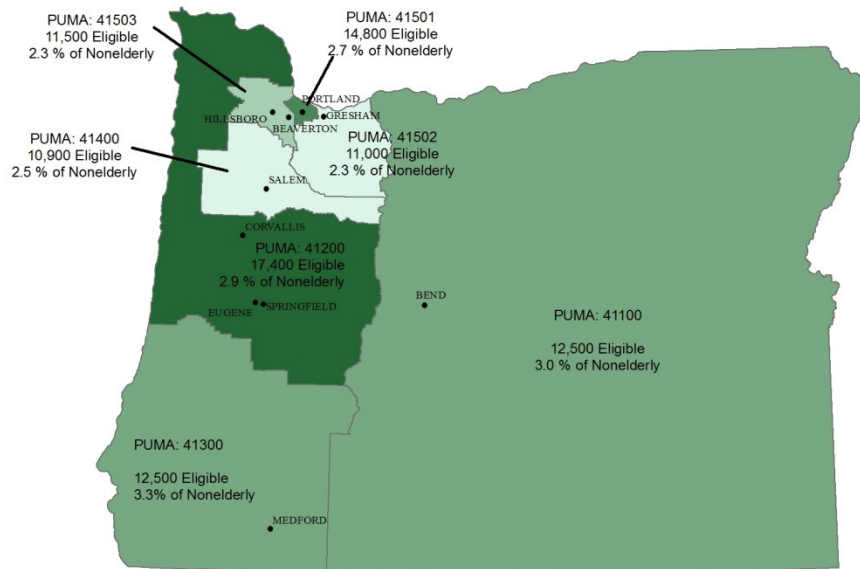 PUMA: 41503
11,500 Eligible
2.3 % of Nonelderly
PUMA: 41501
14,800 Eligible
2.7 % of Nonelderly
PORTLAND
HILLSBORO
GRESHAM
BEAVERTON
PUMA: 41400
10,900 Eligible
2.5 % of Nonelderly
PUMA: 41502
11,000 Eligible
2.3 % of Nonelderly
SALEM
CORVALLIS
PUMA: 41200
17,400 Eligible
2.9 % of Nonelderly
EUGENE
SPRINGFIELD
BEND
PUMA: 41100
12,500 Eligible
3.0 % of Nonelderly
PUMA: 41300
12,500 Eligible
3.3% of Nonelderly
MEDFORD